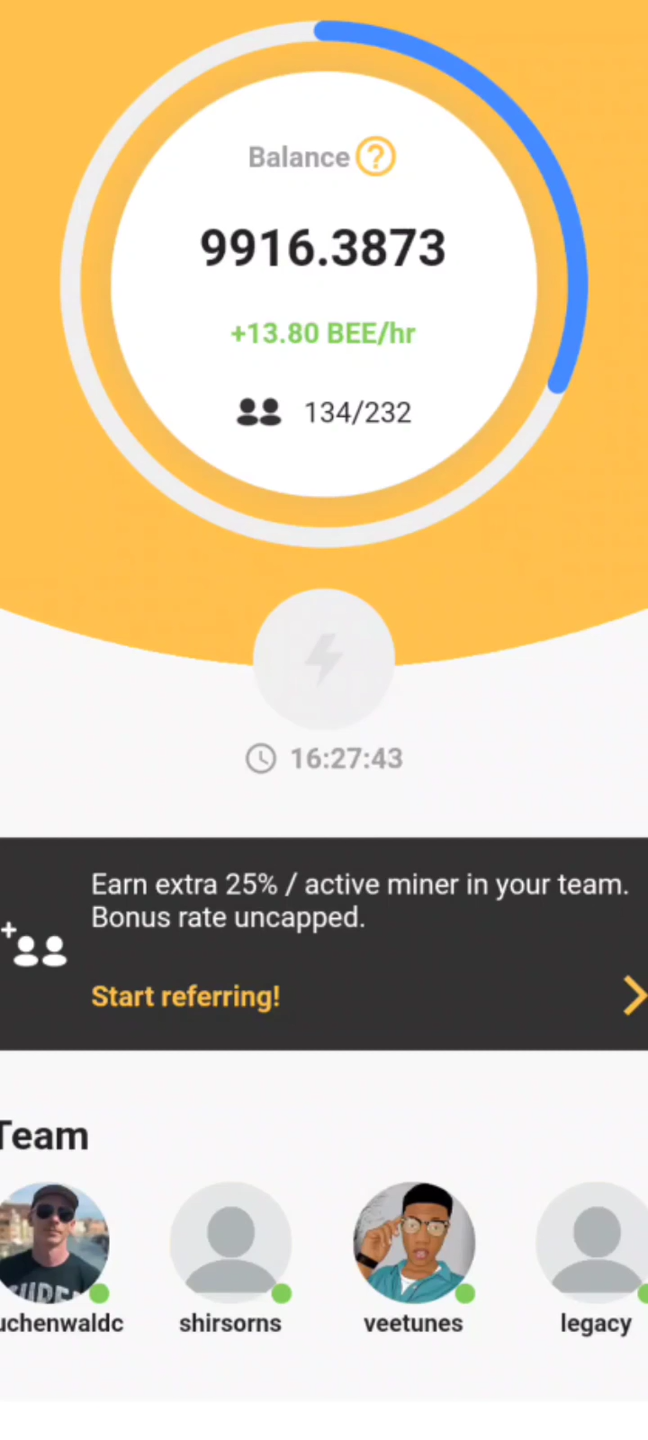 Balance ?
9916.3873
+13.80 BEE/hr
134/232
16:27:43
Earn extra 25% / active miner in your team.
Bonus rate uncapped.
Start referring!
Team
uchenwaldc shirsorns veetunes legacy